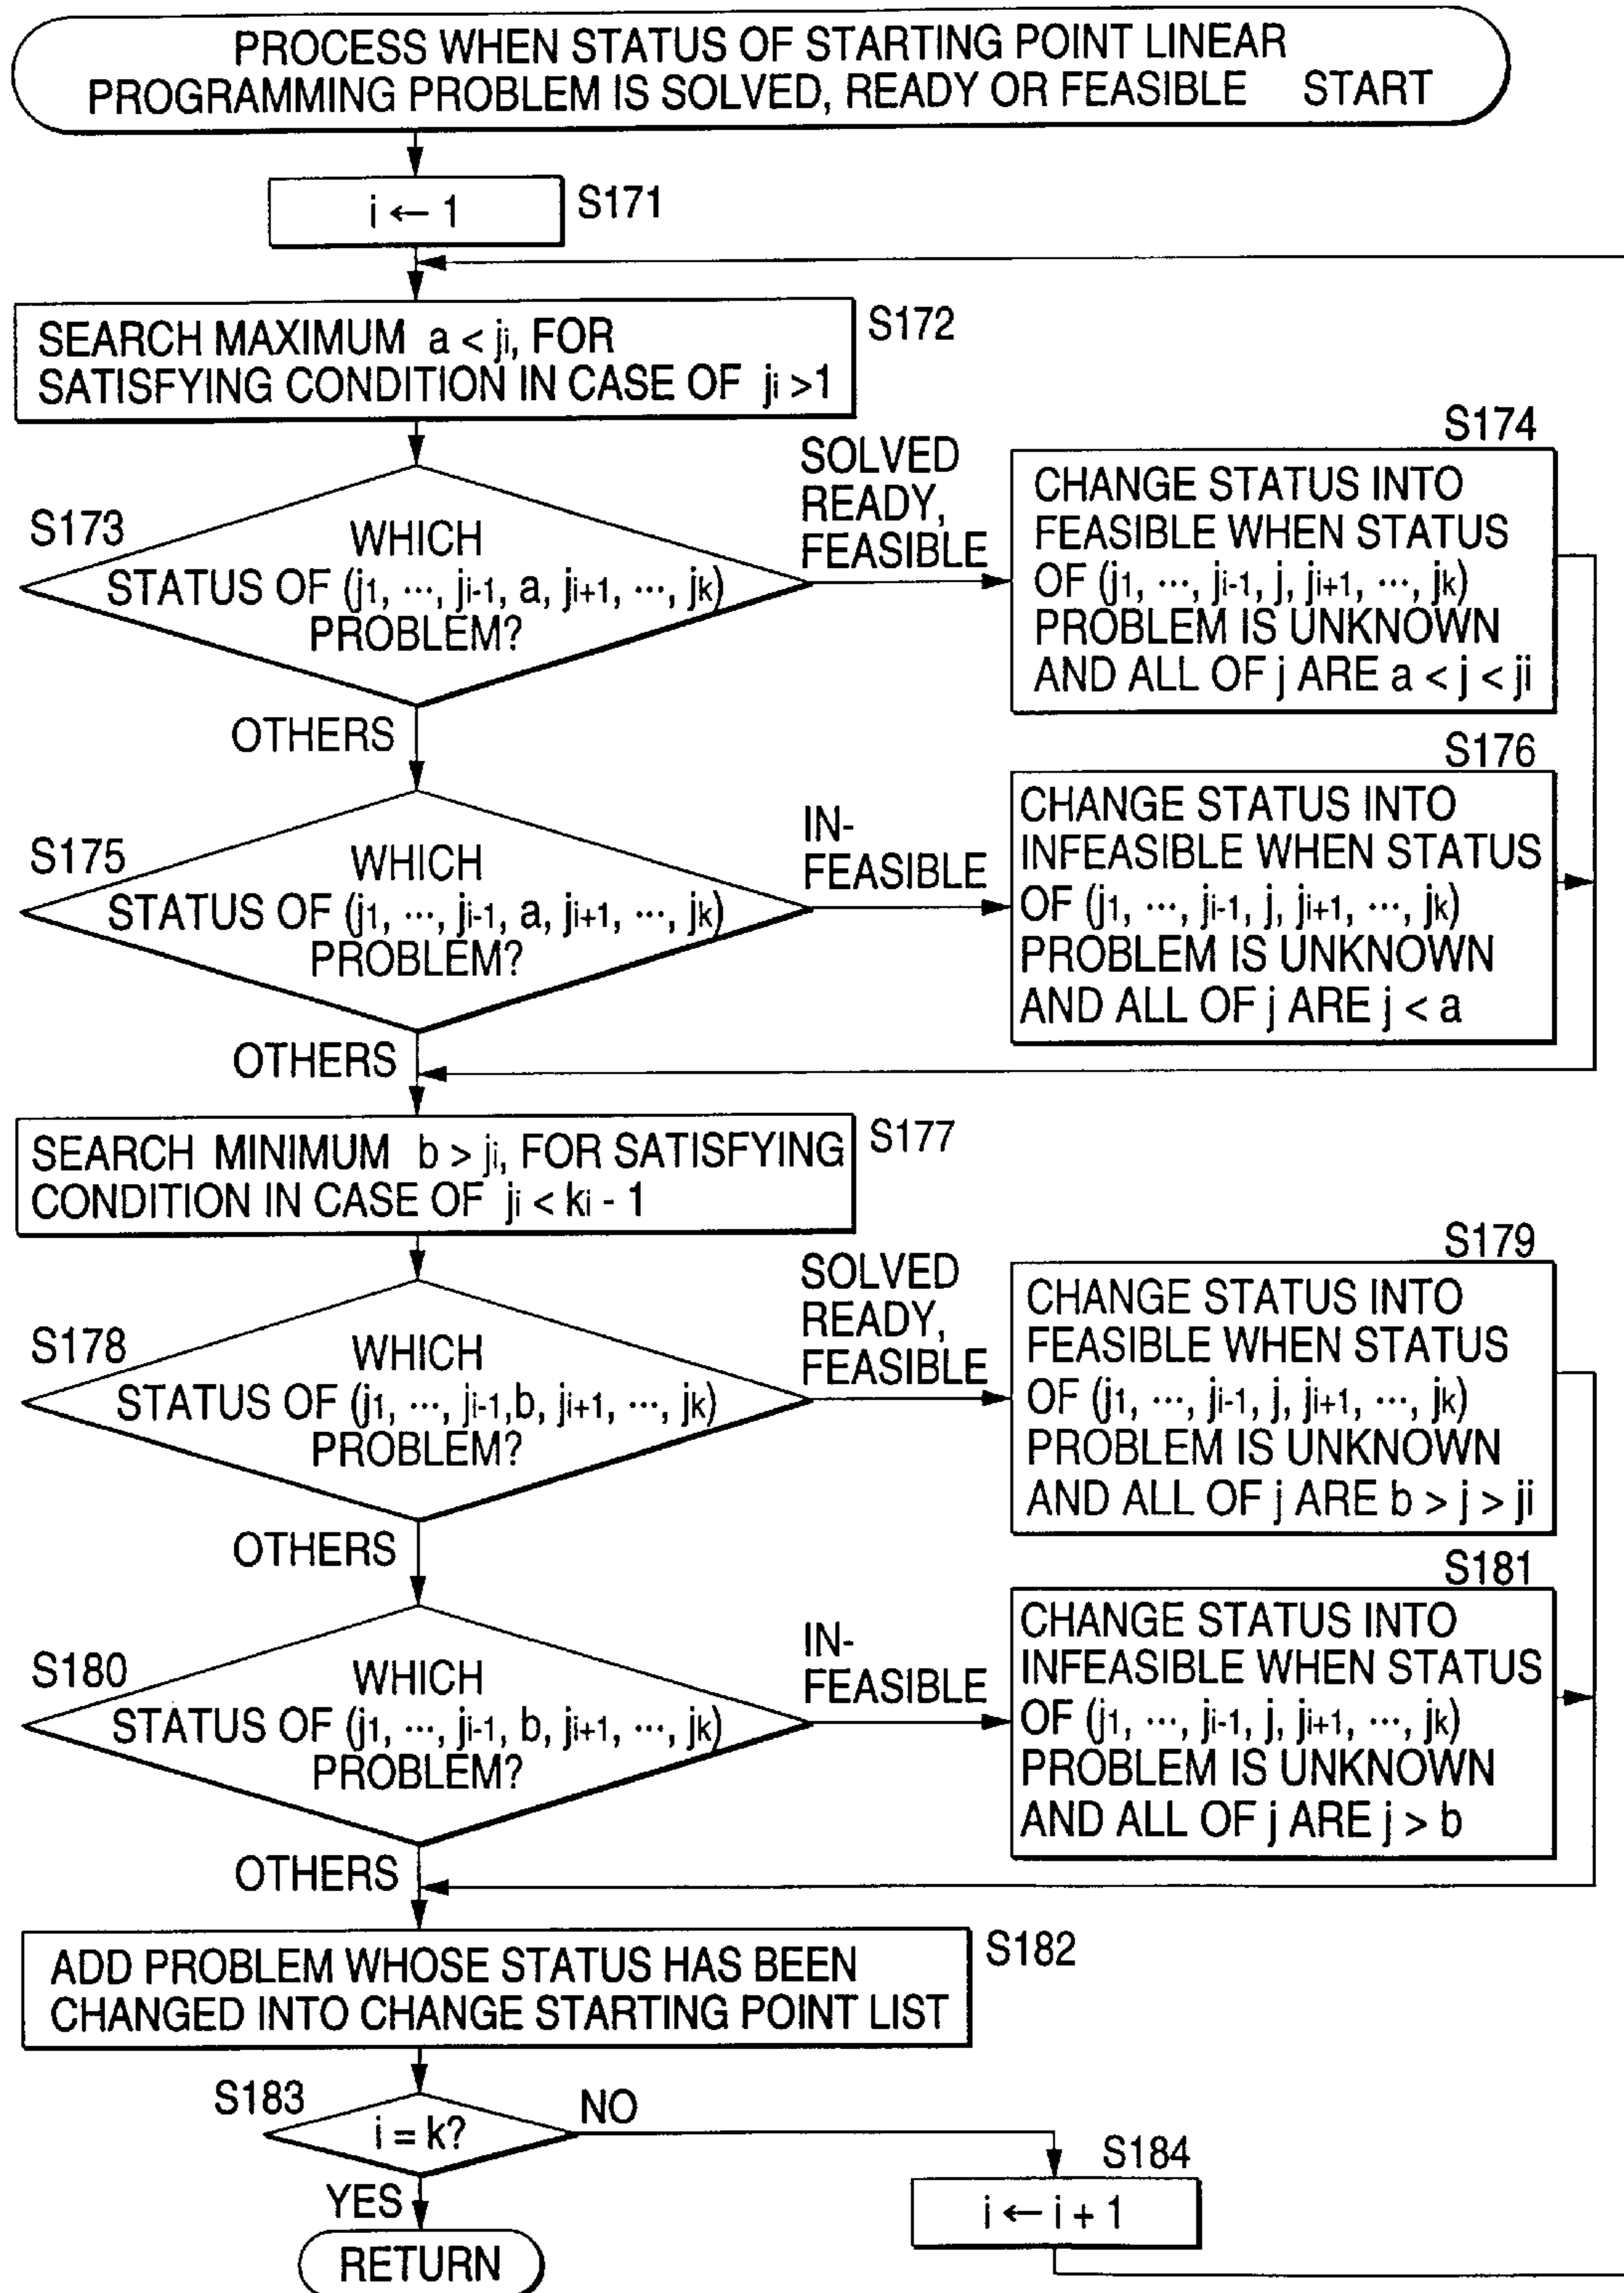 PROCESS WHEN STATUS OF STARTING POINT LINEAR
PROGRAMMING PROBLEM IS SOLVED, READY OR FEASIBLE START
i ← 1
S171
SEARCH MAXIMUM a < ji, FOR
SATISFYING CONDITION IN CASE OF ji >1
S172
S173
WHICH
STATUS OF (j1, ···, ji-1, a, ji+1, ···, jk)
PROBLEM?
SOLVED
READY,
FEASIBLE
S174
CHANGE STATUS INTO
FEASIBLE WHEN STATUS
OF (j1, ···, ji-1, j, ji+1, ···, jk)
PROBLEM IS UNKNOWN
AND ALL OF j ARE a < j < ji
OTHERS
S175
WHICH
STATUS OF (j1, ···, ji-1, a, ji+1, ···, jk)
PROBLEM?
IN-
FEASIBLE
S176
CHANGE STATUS INTO
INFEASIBLE WHEN STATUS
OF (j1, ···, ji-1, j, ji+1, ···, jk)
PROBLEM IS UNKNOWN
AND ALL OF j ARE j < a
OTHERS
SEARCH MINIMUM b > ji, FOR SATISFYING
CONDITION IN CASE OF ji < ki - 1
S177
S178
WHICH
STATUS OF (j1, ···, ji-1,b, ji+1, ···, jk)
PROBLEM?
SOLVED
READY,
FEASIBLE
S179
CHANGE STATUS INTO
FEASIBLE WHEN STATUS
OF (j1, ···, ji-1, j, ji+1, ···, jk)
PROBLEM IS UNKNOWN
AND ALL OF j ARE b > j > ji
OTHERS
S180
WHICH
STATUS OF (j1, ···, ji-1, b, ji+1, ···, jk)
PROBLEM?
IN-
FEASIBLE
S181
CHANGE STATUS INTO
INFEASIBLE WHEN STATUS
OF (j1, ···, ji-1, j, ji+1, ···, jk)
PROBLEM IS UNKNOWN
AND ALL OF j ARE j > b
OTHERS
ADD PROBLEM WHOSE STATUS HAS BEEN
CHANGED INTO CHANGE STARTING POINT LIST
S182
S183
i = k?
NO
S184
i ← i + 1
YES
RETURN